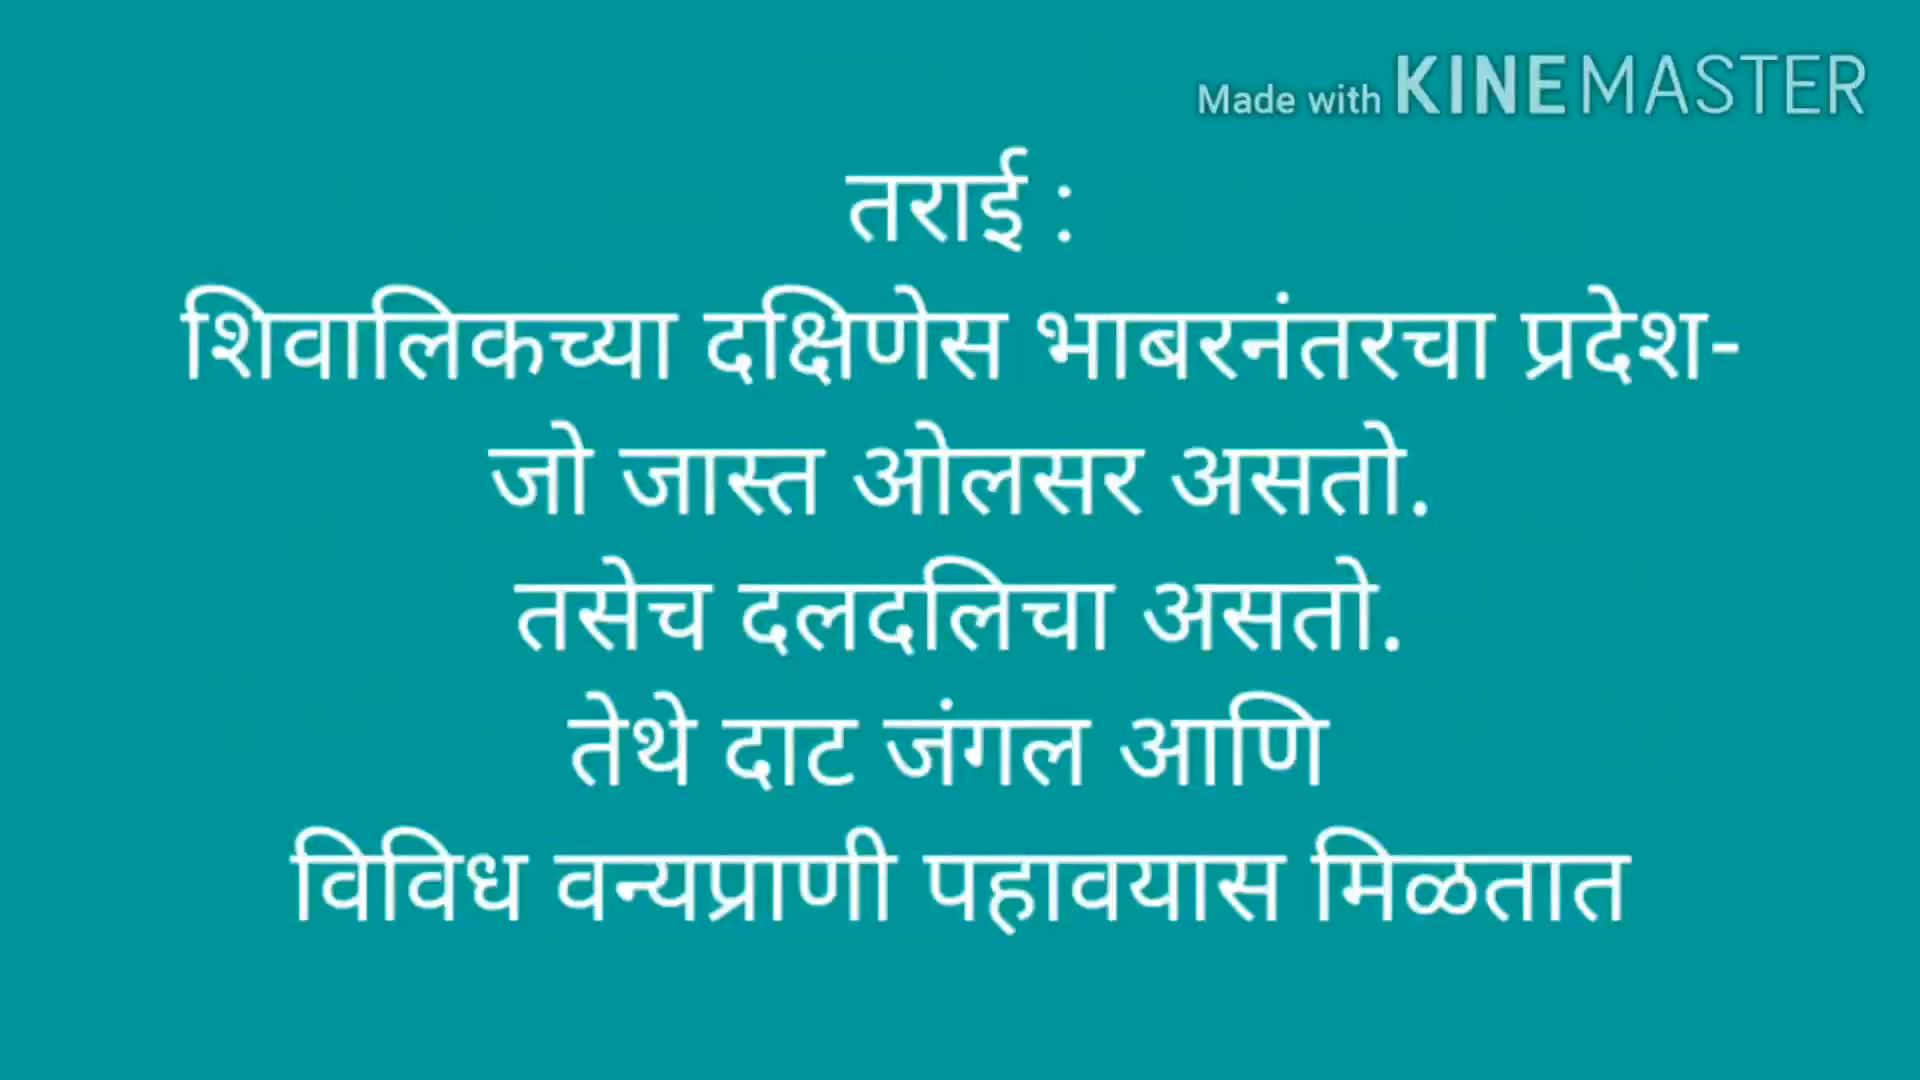 Made with KINEMASTER
तराई :
शिवालिकच्या दक्षिणेस भाबरनंतरचा प्रदेश-
जो जास्त ओलसर असतो.
तसेच दलदलिचा असतो.
तेथे दाट जंगल आणि
विविध वन्यप्राणी पहावयास मिळतात